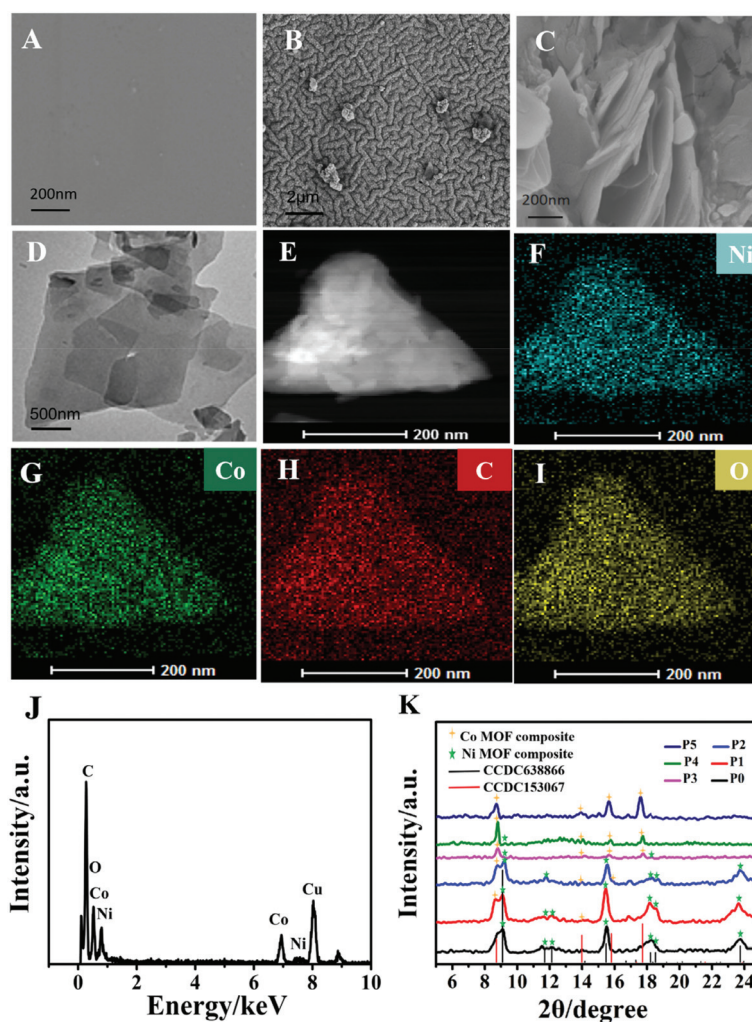 A
200nm
B
2μm
C
200nm
D
500nm
E
200 nm
F
Ni
200 nm
G
Co
200 nm
H
C
200 nm
I
O
200 nm
J
C
O
Co
Ni
Co
Ni
Cu
Intensity/a.u.
0 2 4 6 8 10
Energy/keV
K
Co MOF composite
Ni MOF composite
CCDC638866
CCDC153067
P5 P2
P4 P1
P3 P0
Intensity/a.u.
6 8 10 12 14 16 18 20 22 24
2θ/degree